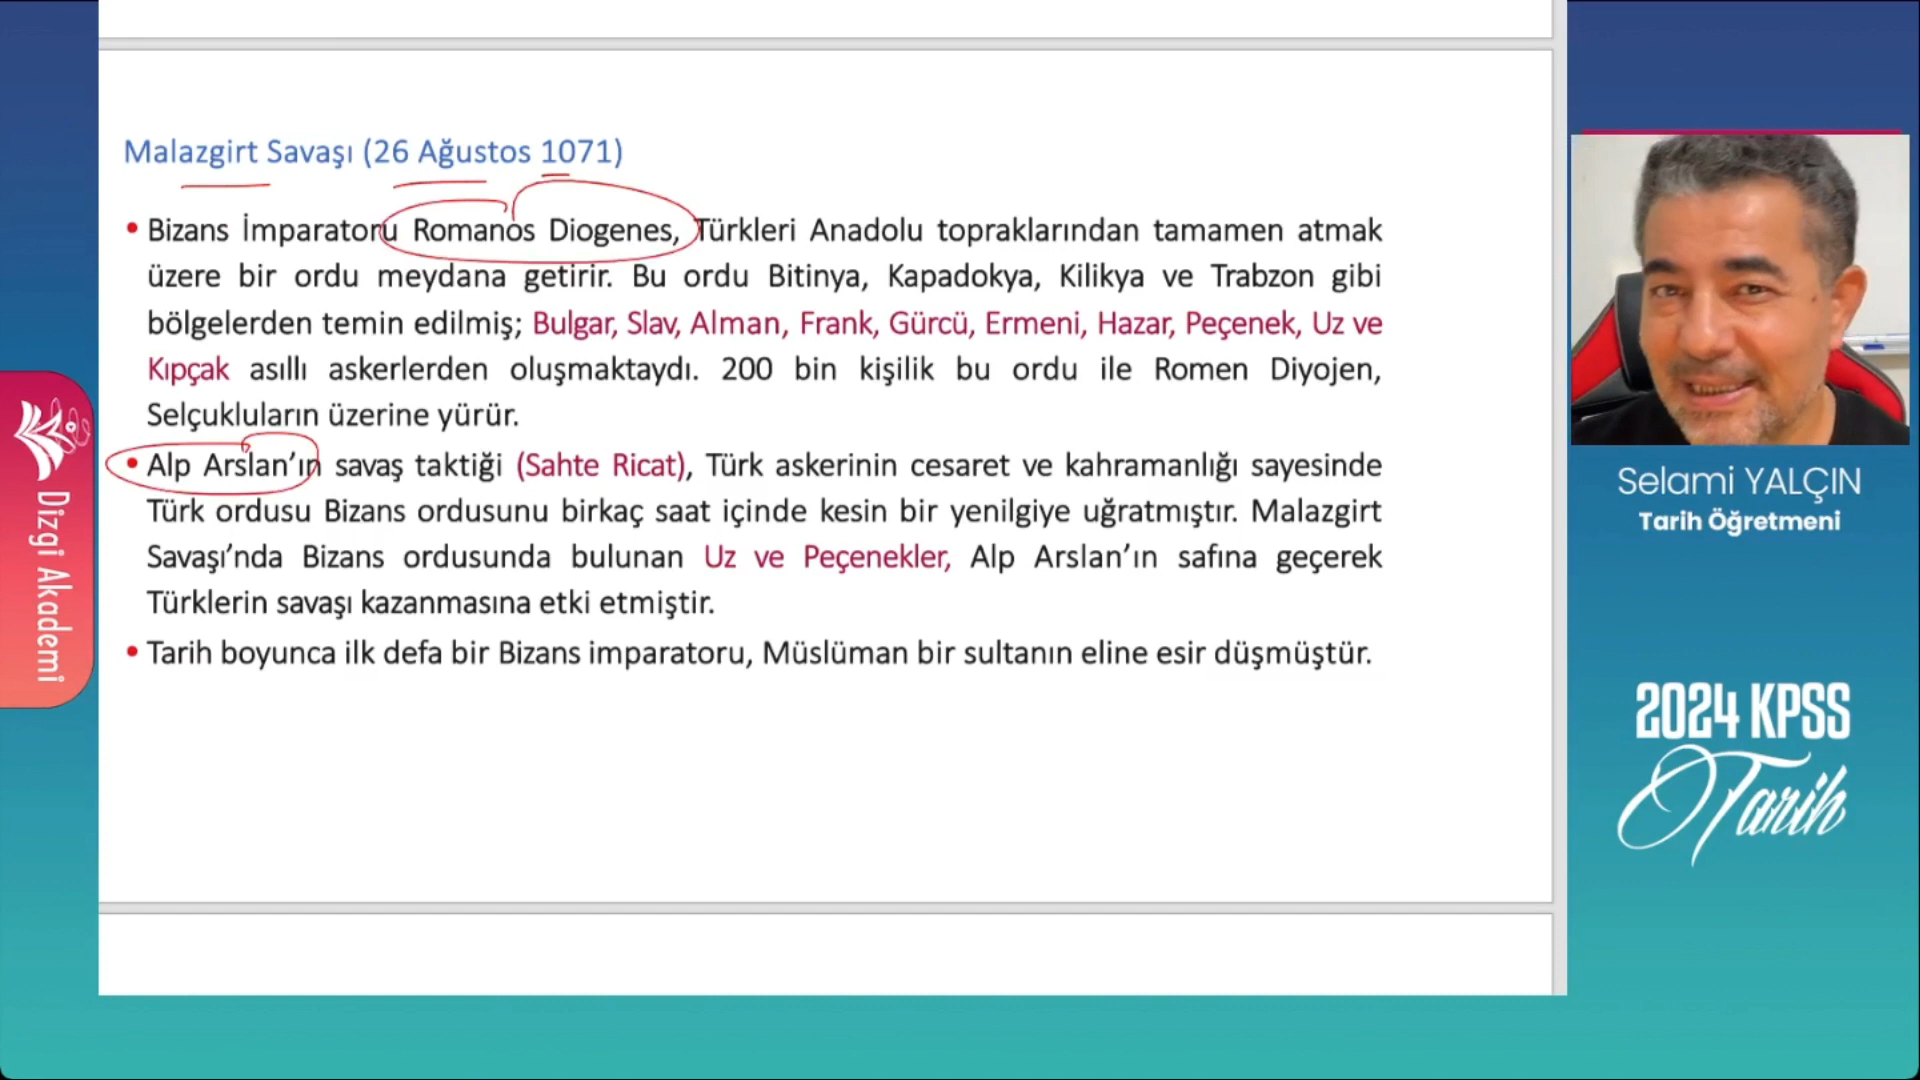 Malazgirt Savaşı (26 Ağustos 1071)
• Bizans İmparatoru Romanos Diogenes, Türkleri Anadolu topraklarından tamamen atmak
üzere bir ordu meydana getirir. Bu ordu Bitinya, Kapadokya, Kilikya ve Trabzon gibi
bölgelerden temin edilmiş; Bulgar, Slav, Alman, Frank, Gürcü, Ermeni, Hazar, Peçenek, Uz ve
Kıpçak asıllı askerlerden oluşmaktaydı. 200 bin kişilik bu ordu ile Romen Diyojen,
Selçukluların üzerine yürür.
• Alp Arslan’ın savaş taktiği (Sahte Ricat), Türk askerinin cesaret ve kahramanlığı sayesinde
Türk ordusu Bizans ordusunu birkaç saat içinde kesin bir yenilgiye uğratmıştır. Malazgirt
Savaşı’nda Bizans ordusunda bulunan Uz ve Peçenekler, Alp Arslan’ın safına geçerek
Türklerin savaşı kazanmasına etki etmiştir.
• Tarih boyunca ilk defa bir Bizans imparatoru, Müslüman bir sultanın eline esir düşmüştür.
Dizgi Akademi
Selami YALÇIN
Tarih Öğretmeni
2024 KPSS
Tarih